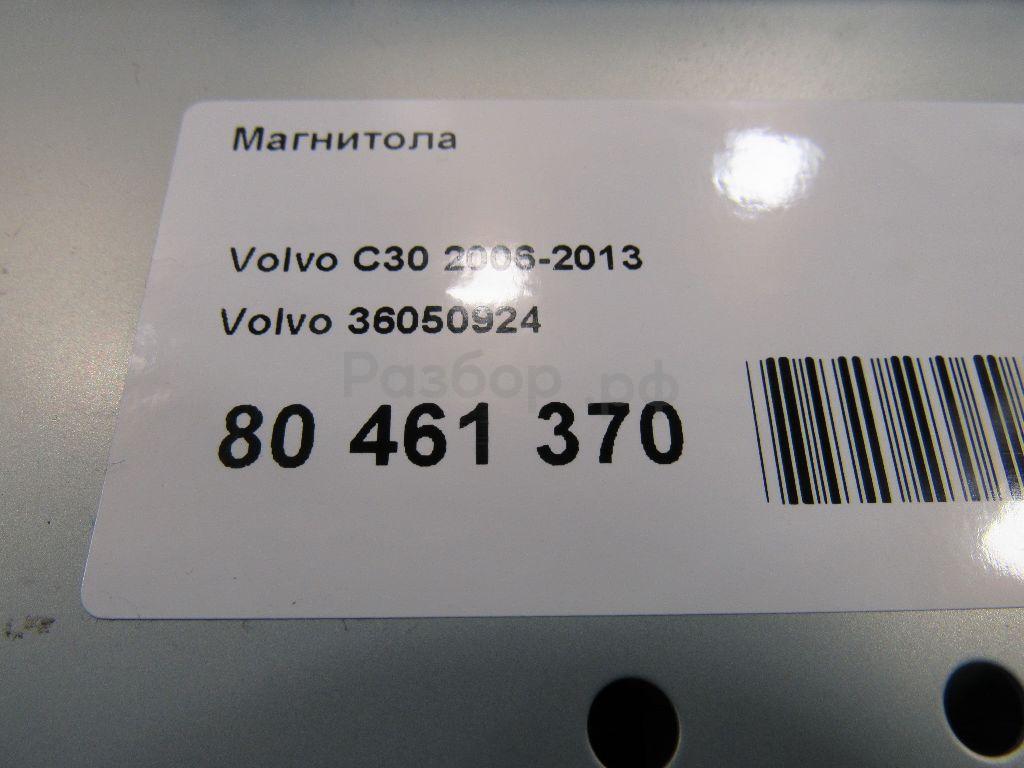 Магнитола
Volvo C30 2006-2013
Volvo 36050924
Разбор.рф
80 461 370